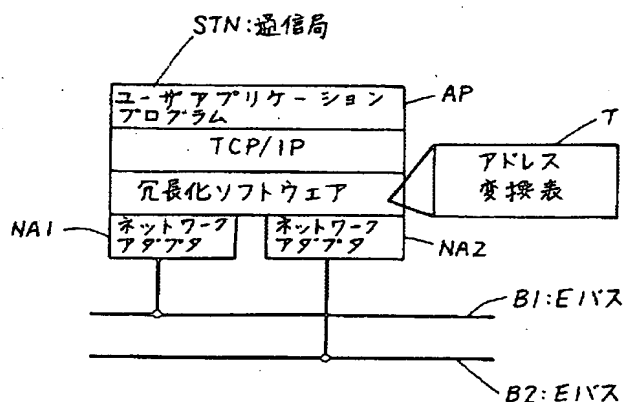 STN:通信局
ユーザアプリケーション
プログラム
AP
TCP/IP
T
冗長化ソフトウェア
アドレス
変換表
NA1
ネットワーク
アダプタ
ネットワーク
アダプタ
NA2
B1:Eバス
B2:Eバス